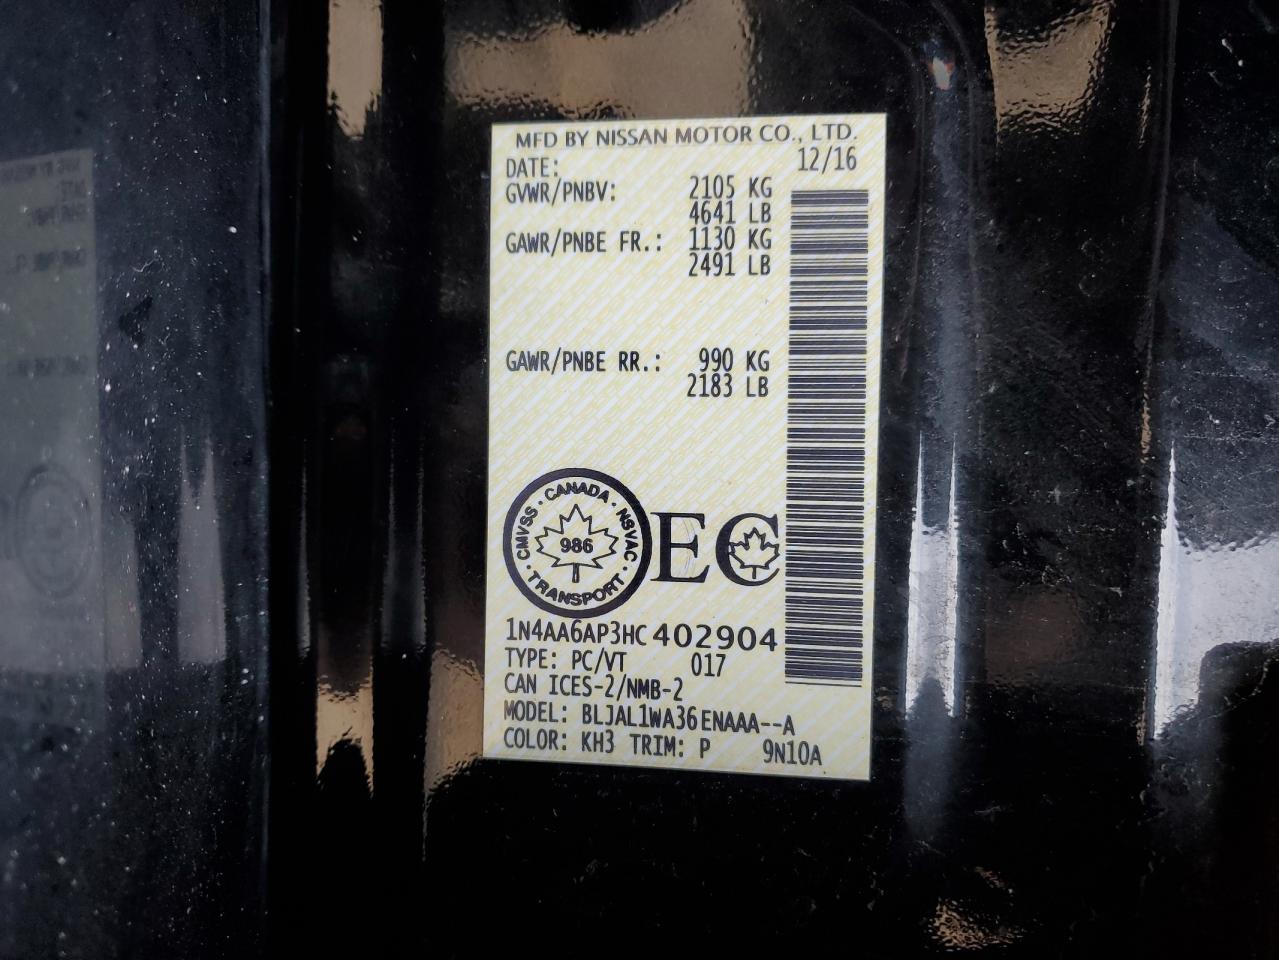 MFD BY NISSAN MOTOR CO., LTD.
DATE: 12/16
GVWR/PNBV: 2105 KG
4641 LB
GAWR/PNBE FR.: 1130 KG
2491 LB
GAWR/PNBE RR.: 990 KG
2183 LB
CMVSS · CANADA · NSVAC · TRANSPORT ·
986
EC
1N4AA6AP3HC402904
TYPE: PC/VT 017
CAN ICES-2/NMB-2
MODEL: BLJAL1WA36ENAAA--A
COLOR: KH3 TRIM: P 9N10A